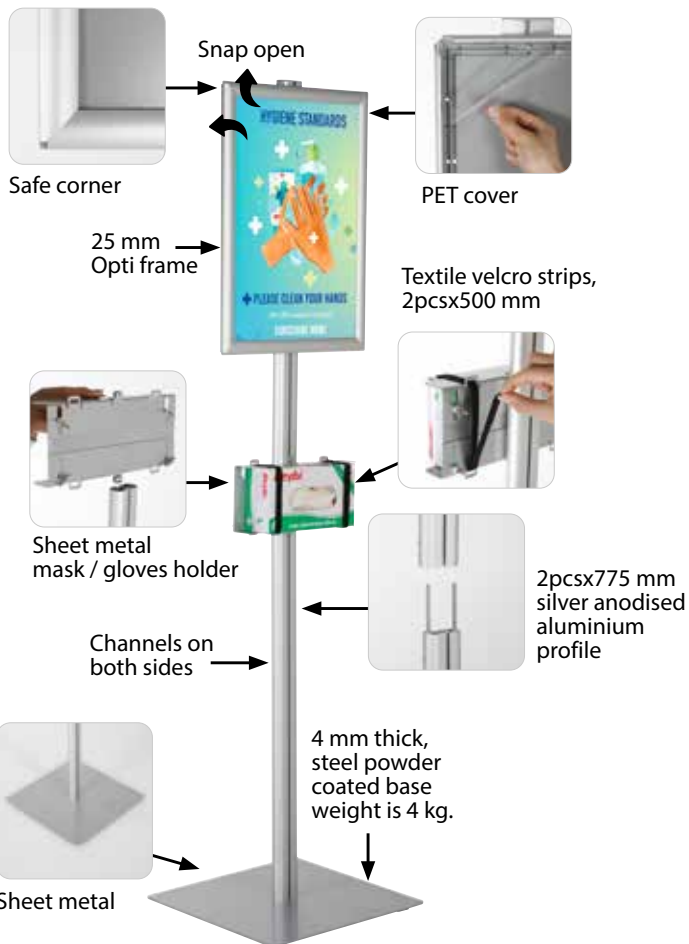 Snap open
HYGIENE STANDARDS
Safe corner
PET cover
25 mm
Opti frame
PLEASE CLEAN YOUR HANDS
Textile velcro strips,
2pcsx500 mm
Sheet metal
mask / gloves holder
2pcsx775 mm
silver anodised
aluminium
profile
Channels on
both sides
4 mm thick,
steel powder
coated base
weight is 4 kg.
Sheet metal